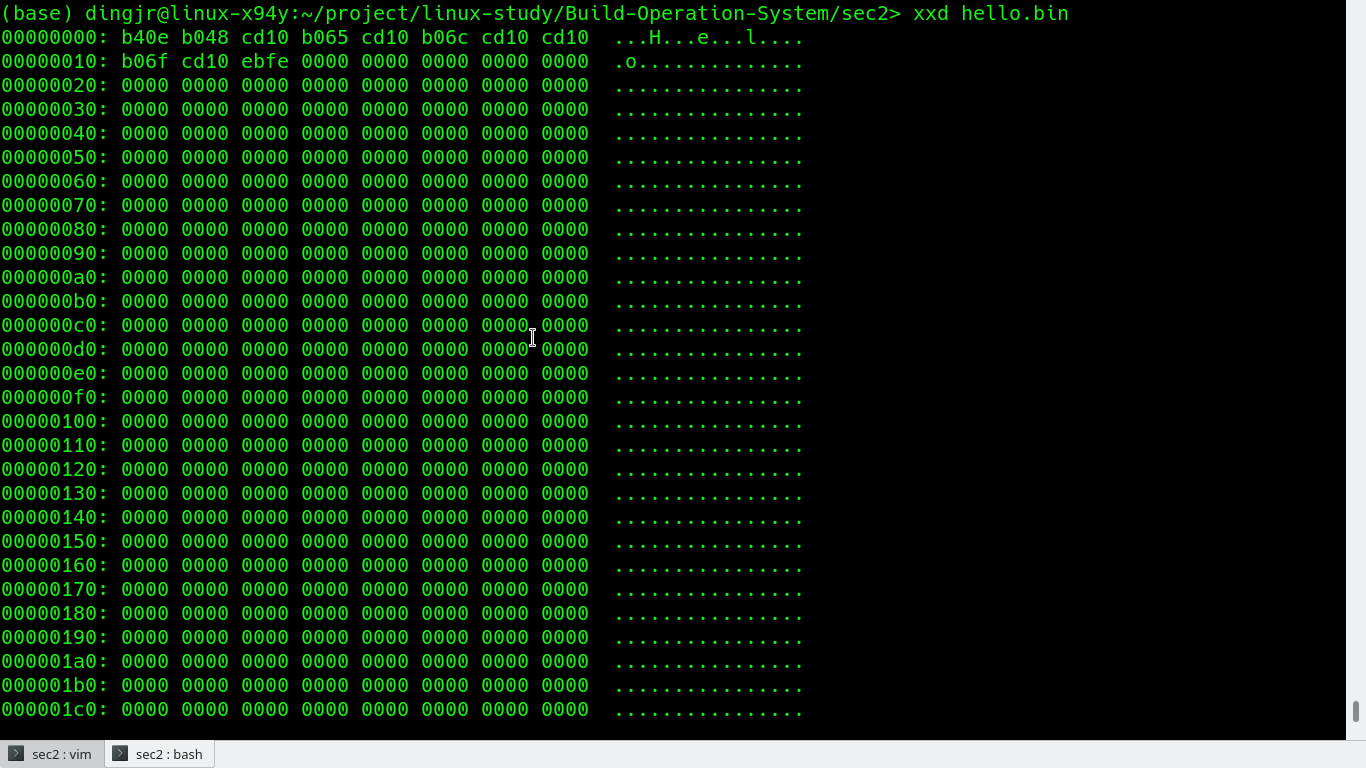 (base) dingjr@linux-x94y:~/project/linux-study/Build-Operation-System/sec2> xxd hello.bin
00000000: b40e b048 cd10 b065 cd10 b06c cd10 cd10  ...H...e...l....
00000010: b06f cd10 ebfe 0000 0000 0000 0000 0000  .o..............
00000020: 0000 0000 0000 0000 0000 0000 0000 0000  ................
00000030: 0000 0000 0000 0000 0000 0000 0000 0000  ................
00000040: 0000 0000 0000 0000 0000 0000 0000 0000  ................
00000050: 0000 0000 0000 0000 0000 0000 0000 0000  ................
00000060: 0000 0000 0000 0000 0000 0000 0000 0000  ................
00000070: 0000 0000 0000 0000 0000 0000 0000 0000  ................
00000080: 0000 0000 0000 0000 0000 0000 0000 0000  ................
00000090: 0000 0000 0000 0000 0000 0000 0000 0000  ................
000000a0: 0000 0000 0000 0000 0000 0000 0000 0000  ................
000000b0: 0000 0000 0000 0000 0000 0000 0000 0000  ................
000000c0: 0000 0000 0000 0000 0000 0000 0000 0000  ................
000000d0: 0000 0000 0000 0000 0000 0000 0000 0000  ................
000000e0: 0000 0000 0000 0000 0000 0000 0000 0000  ................
000000f0: 0000 0000 0000 0000 0000 0000 0000 0000  ................
00000100: 0000 0000 0000 0000 0000 0000 0000 0000  ................
00000110: 0000 0000 0000 0000 0000 0000 0000 0000  ................
00000120: 0000 0000 0000 0000 0000 0000 0000 0000  ................
00000130: 0000 0000 0000 0000 0000 0000 0000 0000  ................
00000140: 0000 0000 0000 0000 0000 0000 0000 0000  ................
00000150: 0000 0000 0000 0000 0000 0000 0000 0000  ................
00000160: 0000 0000 0000 0000 0000 0000 0000 0000  ................
00000170: 0000 0000 0000 0000 0000 0000 0000 0000  ................
00000180: 0000 0000 0000 0000 0000 0000 0000 0000  ................
00000190: 0000 0000 0000 0000 0000 0000 0000 0000  ................
000001a0: 0000 0000 0000 0000 0000 0000 0000 0000  ................
000001b0: 0000 0000 0000 0000 0000 0000 0000 0000  ................
000001c0: 0000 0000 0000 0000 0000 0000 0000 0000  ................
sec2 : vim
sec2 : bash